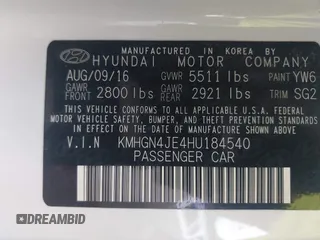 MANUFACTURED IN KOREA BY
HYUNDAI MOTOR COMPANY
AUG/09/16 GVWR 5511 lbs PAINT YW6
GAWR FRONT 2800 lbs GAWR REAR 2921 lbs TRIM SG2
THIS VEHICLE CONFORMS TO ALL APPLICABLE
FEDERAL MOTOR VEHICLE SAFETY, BUMPER,
AND THEFT PREVENTION STANDARDS IN EFFECT
ON THE DATE OF MANUFACTURE SHOWN ABOVE.
V.I.N KMHGN4JE4HU184540
PASSENGER CAR
DREAMBID